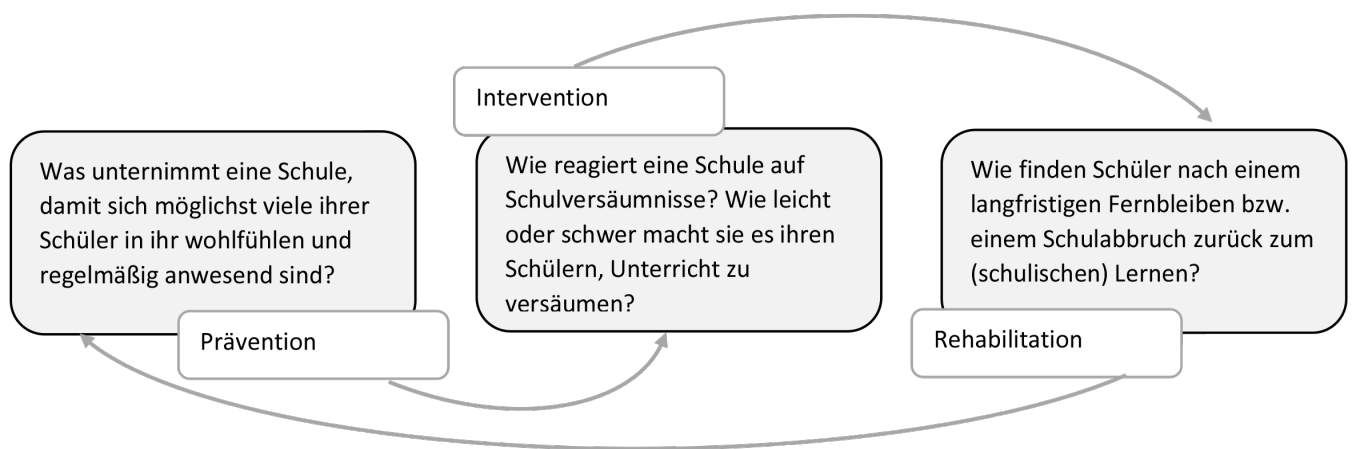 Was unternimmt eine Schule,
damit sich möglichst viele ihrer
Schüler in ihr wohlfühlen und
regelmäßig anwesend sind?
Prävention
Intervention
Wie reagiert eine Schule auf
Schulversäumnisse? Wie leicht
oder schwer macht sie es ihren
Schülern, Unterricht zu
versäumen?
Wie finden Schüler nach einem
langfristigen Fernbleiben bzw.
einem Schulabbruch zurück zum
(schulischen) Lernen?
Rehabilitation